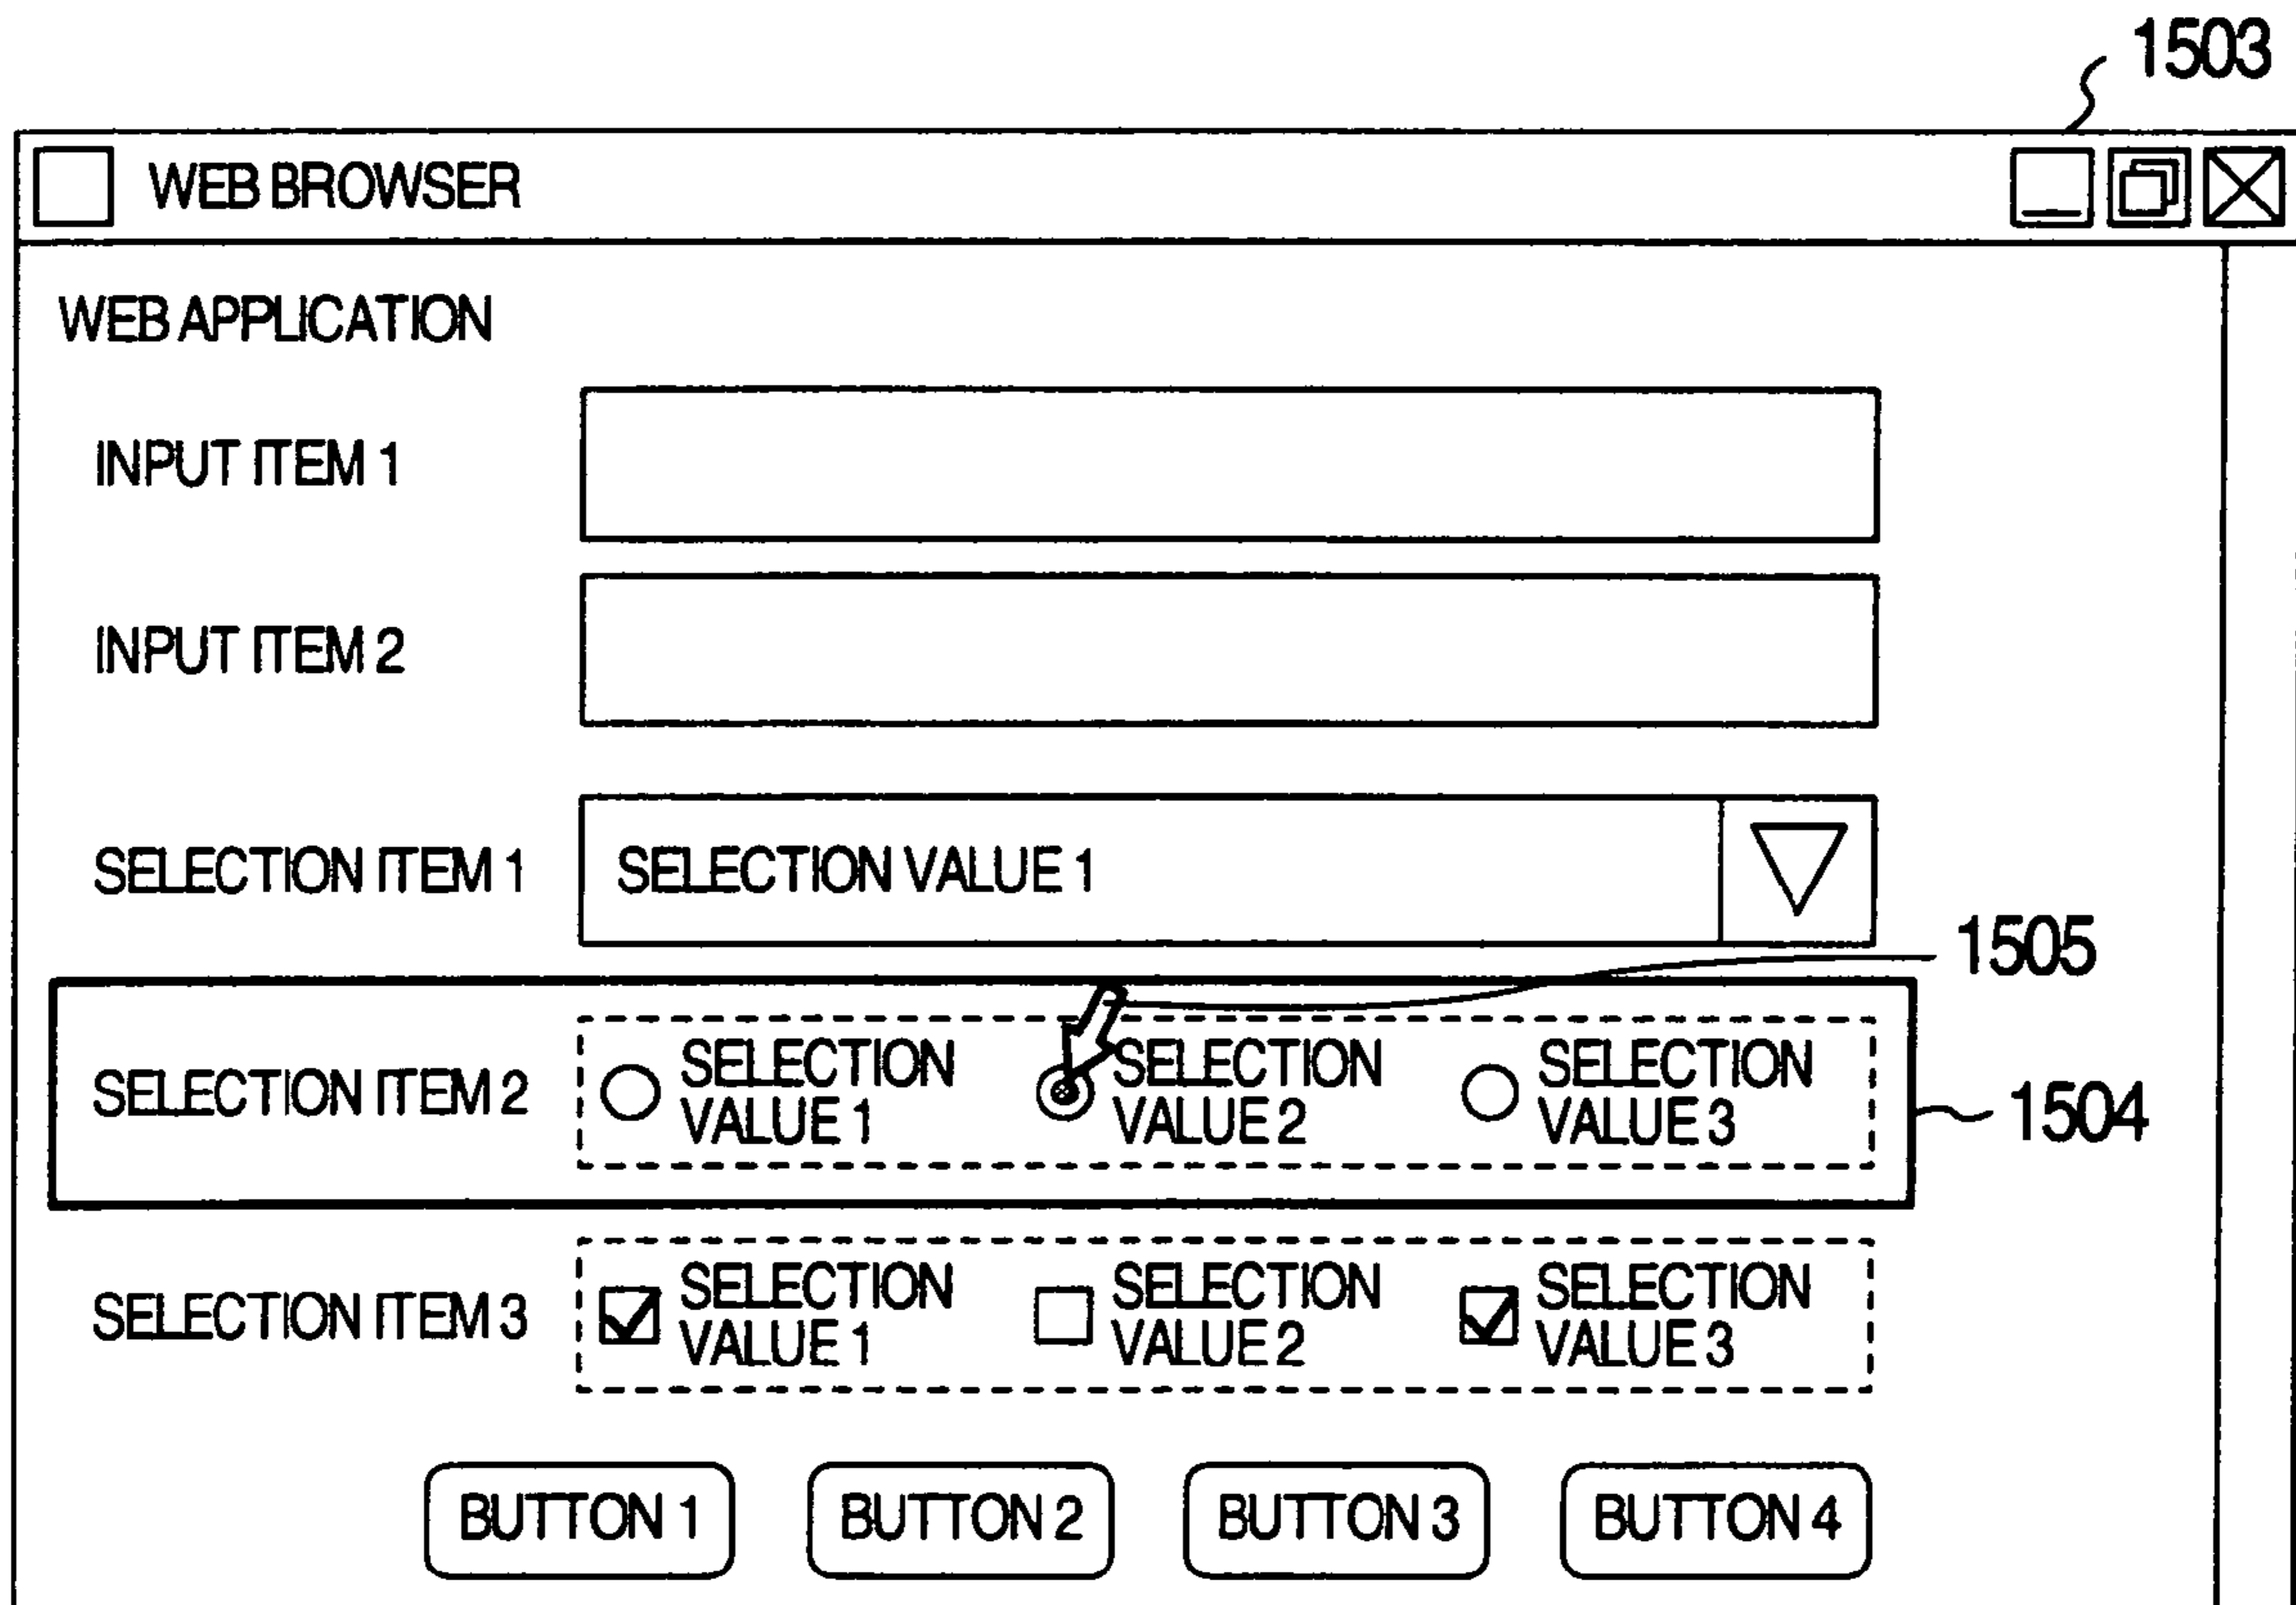 1503
WEB BROWSER
WEB APPLICATION
INPUT ITEM 1
INPUT ITEM 2
SELECTION ITEM 1
SELECTION VALUE 1
1505
SELECTION ITEM 2
SELECTION
VALUE 1
SELECTION
VALUE 2
SELECTION
VALUE 3
1504
SELECTION ITEM 3
SELECTION
VALUE 1
SELECTION
VALUE 2
SELECTION
VALUE 3
BUTTON 1
BUTTON 2
BUTTON 3
BUTTON 4